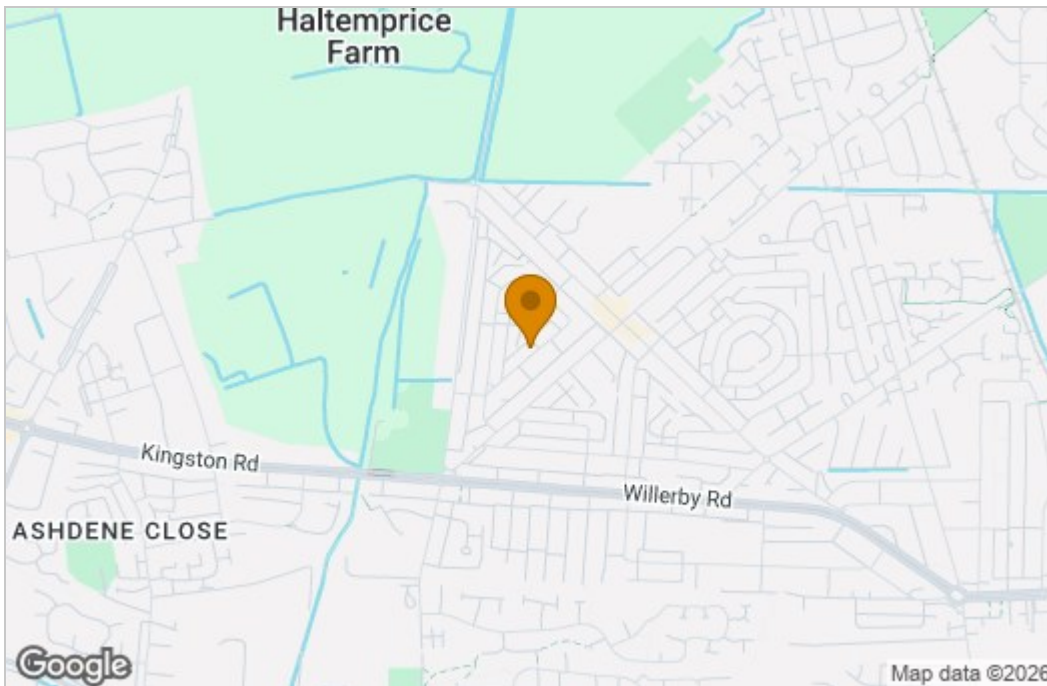 Haltemprice
Farm
Kingston Rd
Willerby Rd
ASHDENE CLOSE
Google
Map data ©2026